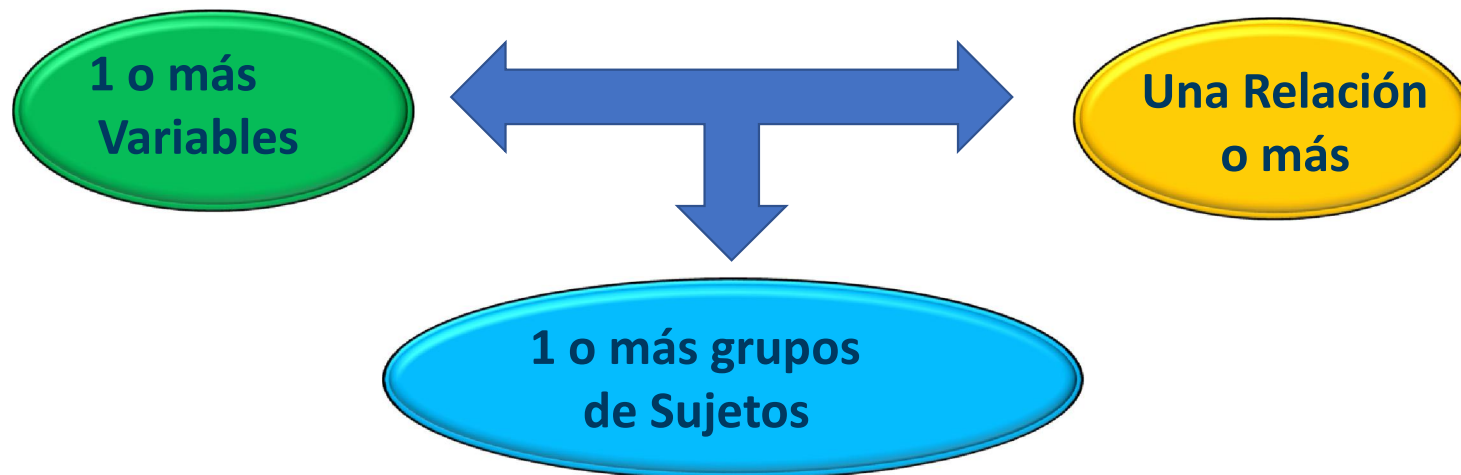 1 o más
Variables
Una Relación
o más
1 o más grupos
de Sujetos